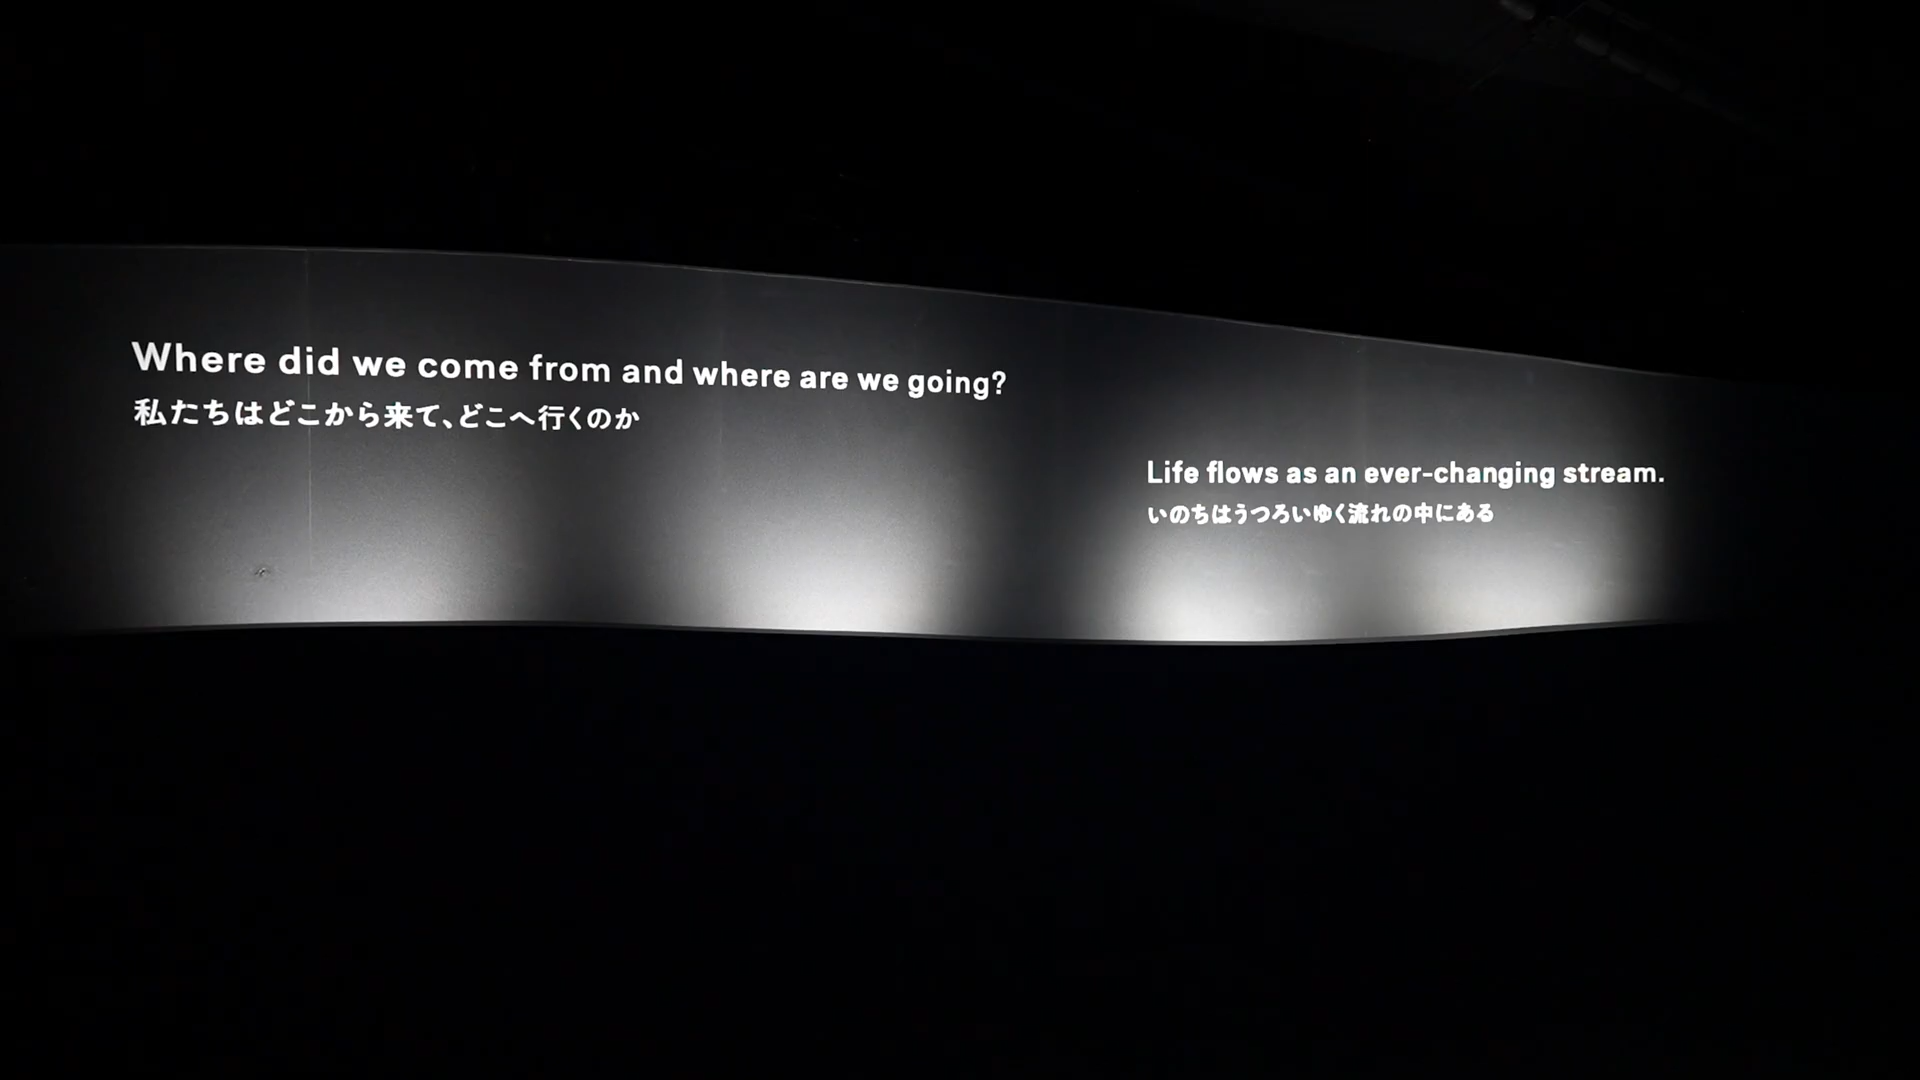 Where did we come from and where are we going?
私たちはどこから来て、どこへ行くのか
Life flows as an ever-changing stream.
いのちはうつろいゆく流れの中にある